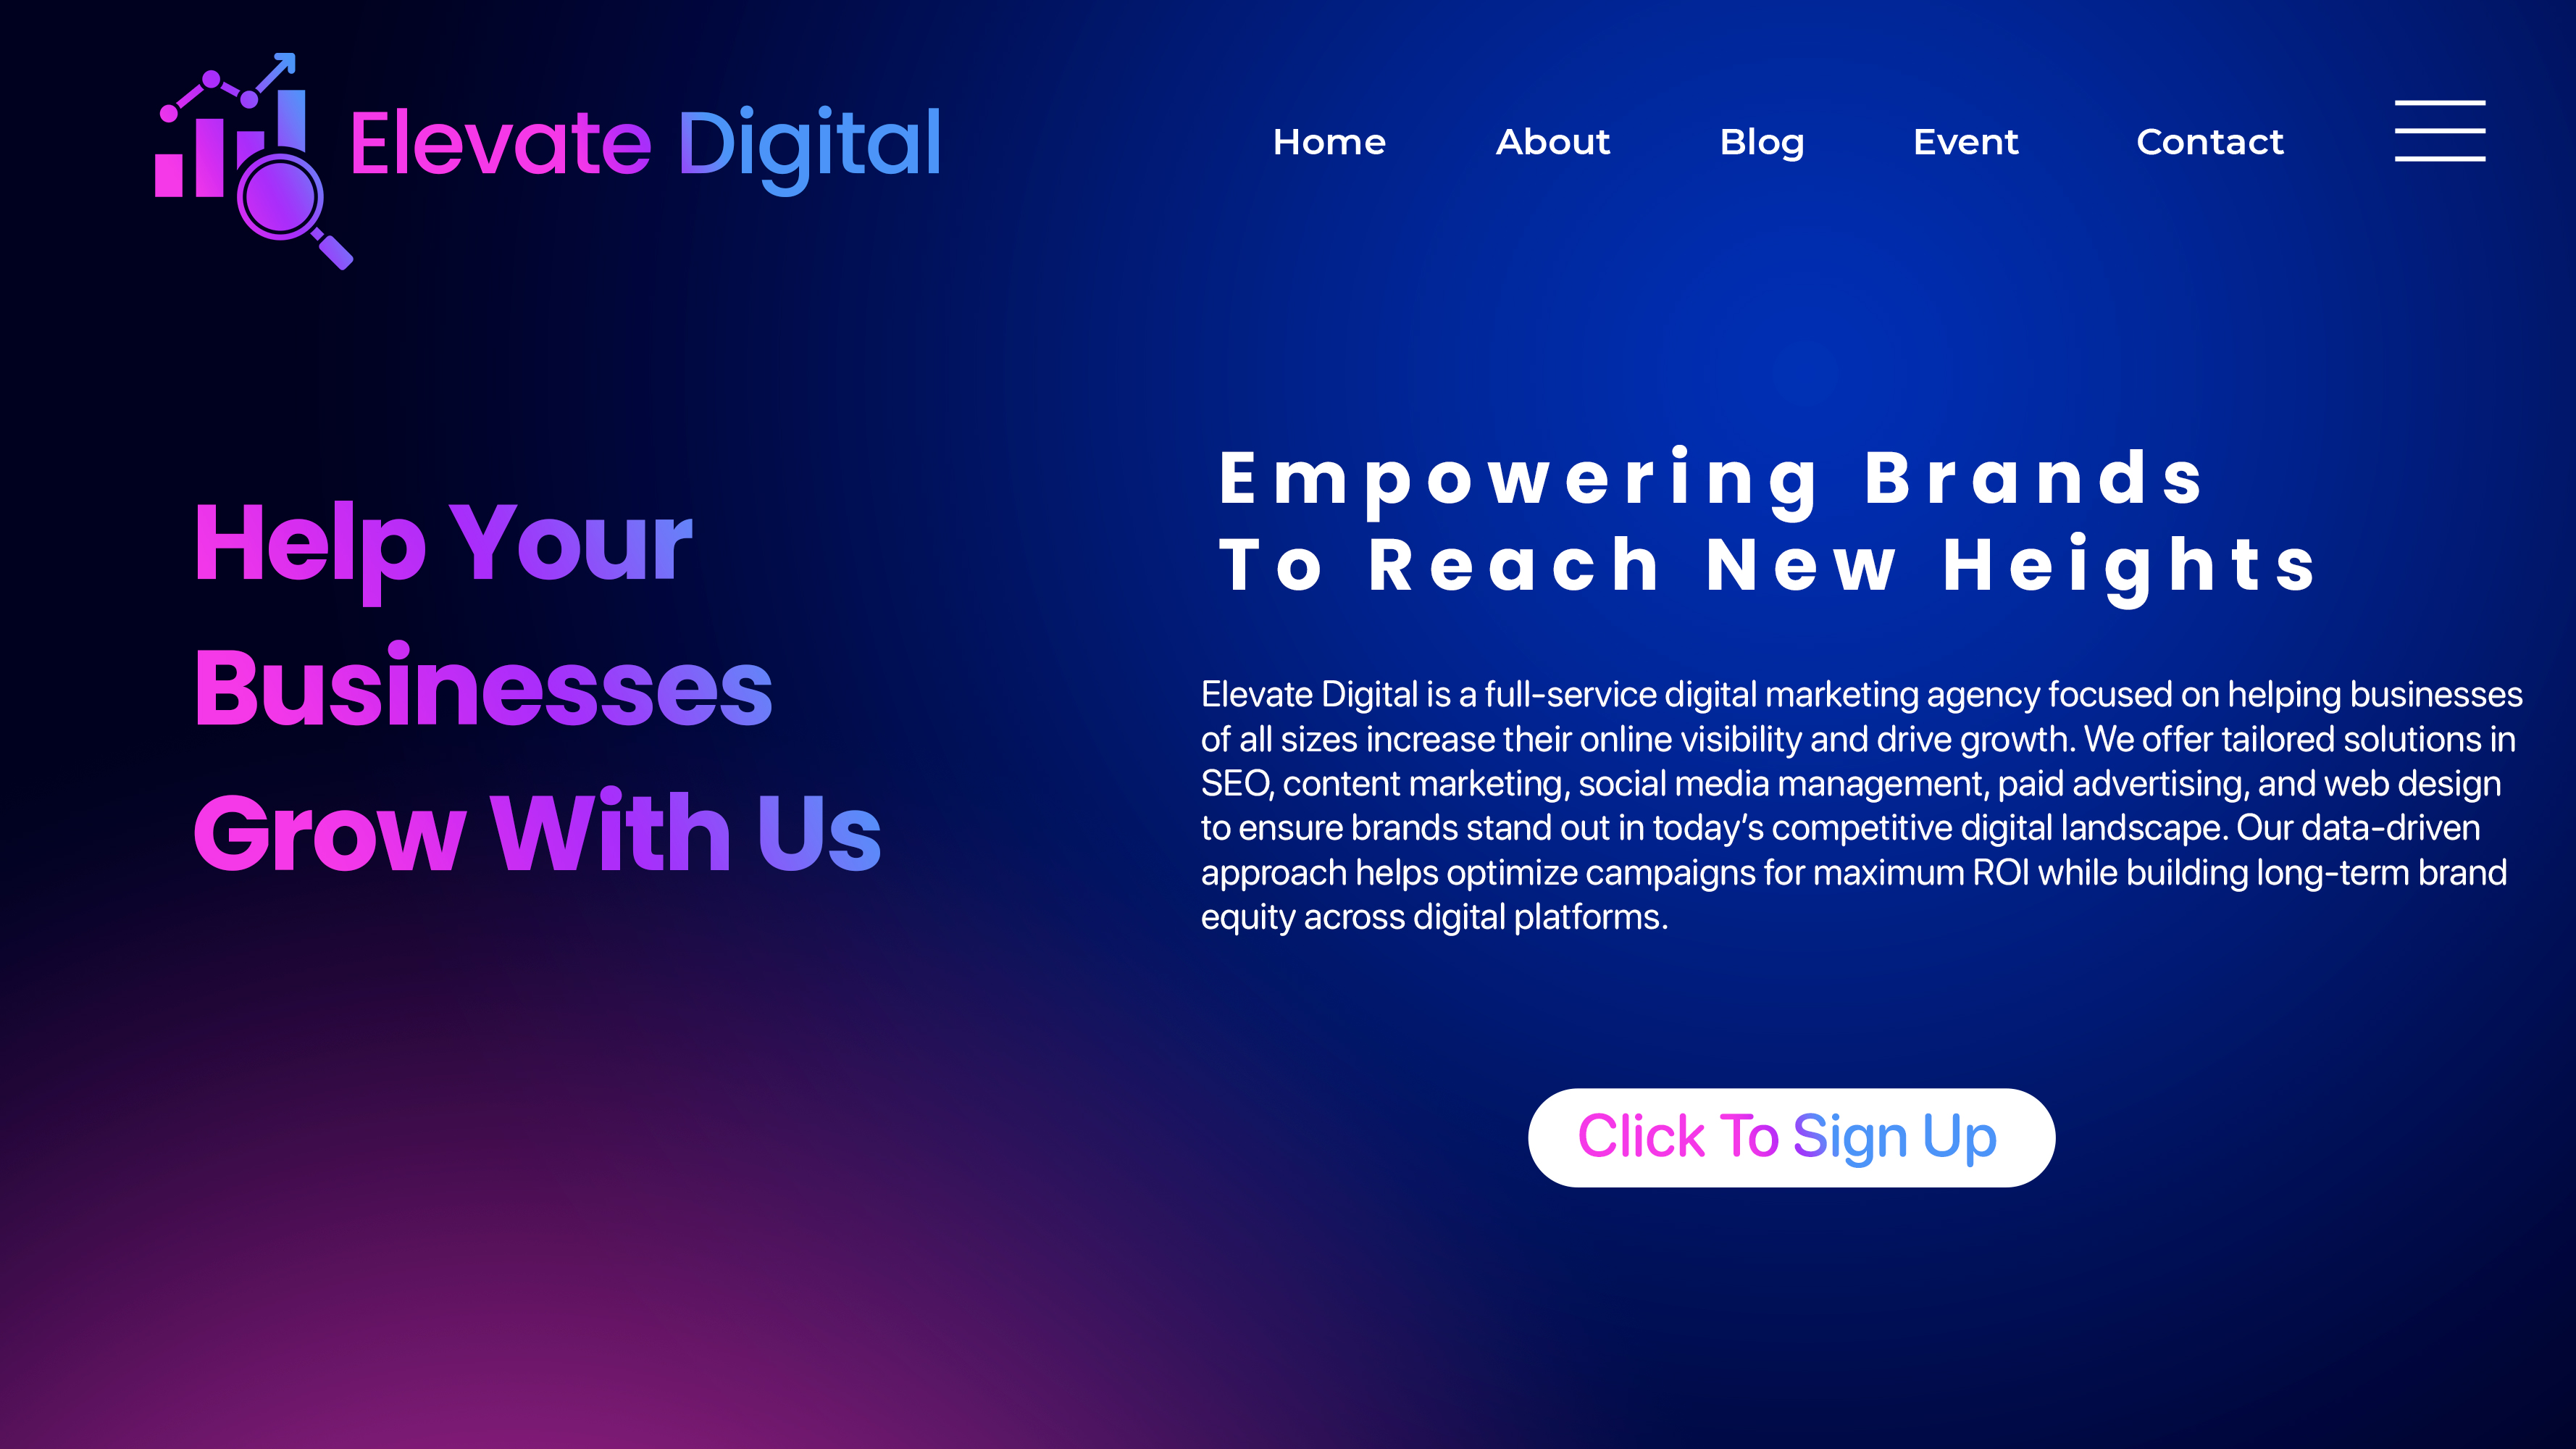 Elevate Digital
Home About Blog Event Contact
Help Your
Businesses
Grow With Us
Empowering Brands
To Reach New Heights
Elevate Digital is a full-service digital marketing agency focused on helping businesses
of all sizes increase their online visibility and drive growth. We offer tailored solutions in
SEO, content marketing, social media management, paid advertising, and web design
to ensure brands stand out in today’s competitive digital landscape. Our data-driven
approach helps optimize campaigns for maximum ROI while building long-term brand
equity across digital platforms.
Click To Sign Up